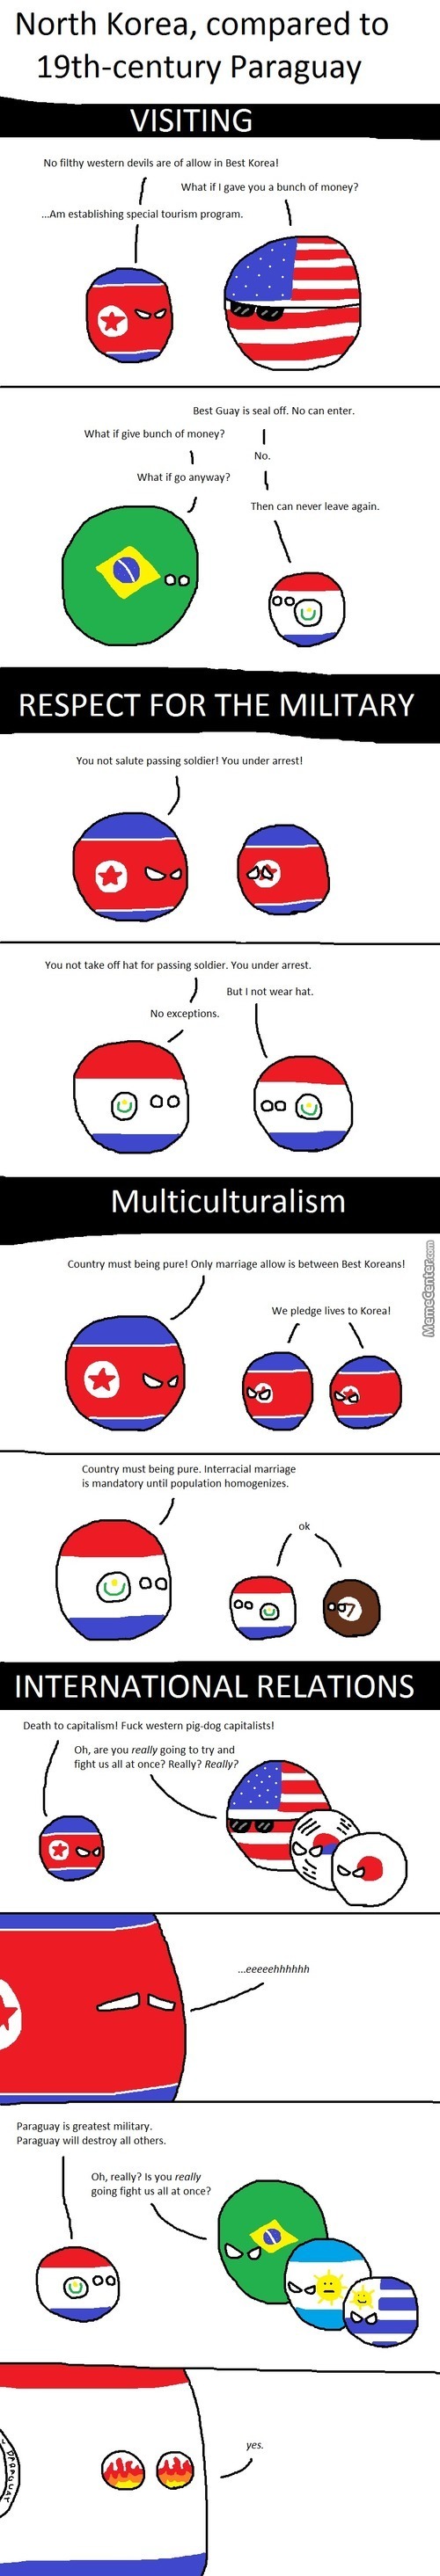 North Korea, compared to
19th-century Paraguay
VISITING
No filthy western devils are of allow in Best Korea!
What if I gave you a bunch of money?
...Am establishing special tourism program.
Best Guay is seal off. No can enter.
What if give bunch of money?
No.
What if go anyway?
Then can never leave again.
RESPECT FOR THE MILITARY
You not salute passing soldier! You under arrest!
You not take off hat for passing soldier. You under arrest.
But I not wear hat.
No exceptions.
Multiculturalism
MemeCenter.com
Country must being pure! Only marriage allow is between Best Koreans!
We pledge lives to Korea!
Country must being pure. Interracial marriage
is mandatory until population homogenizes.
ok
INTERNATIONAL RELATIONS
Death to capitalism! Fuck western pig-dog capitalists!
Oh, are you really going to try and
fight us all at once? Really? Really?
...eeeeehhhhhh
Paraguay is greatest military.
Paraguay will destroy all others.
Oh, really? Is you really
going fight us all at once?
yes.